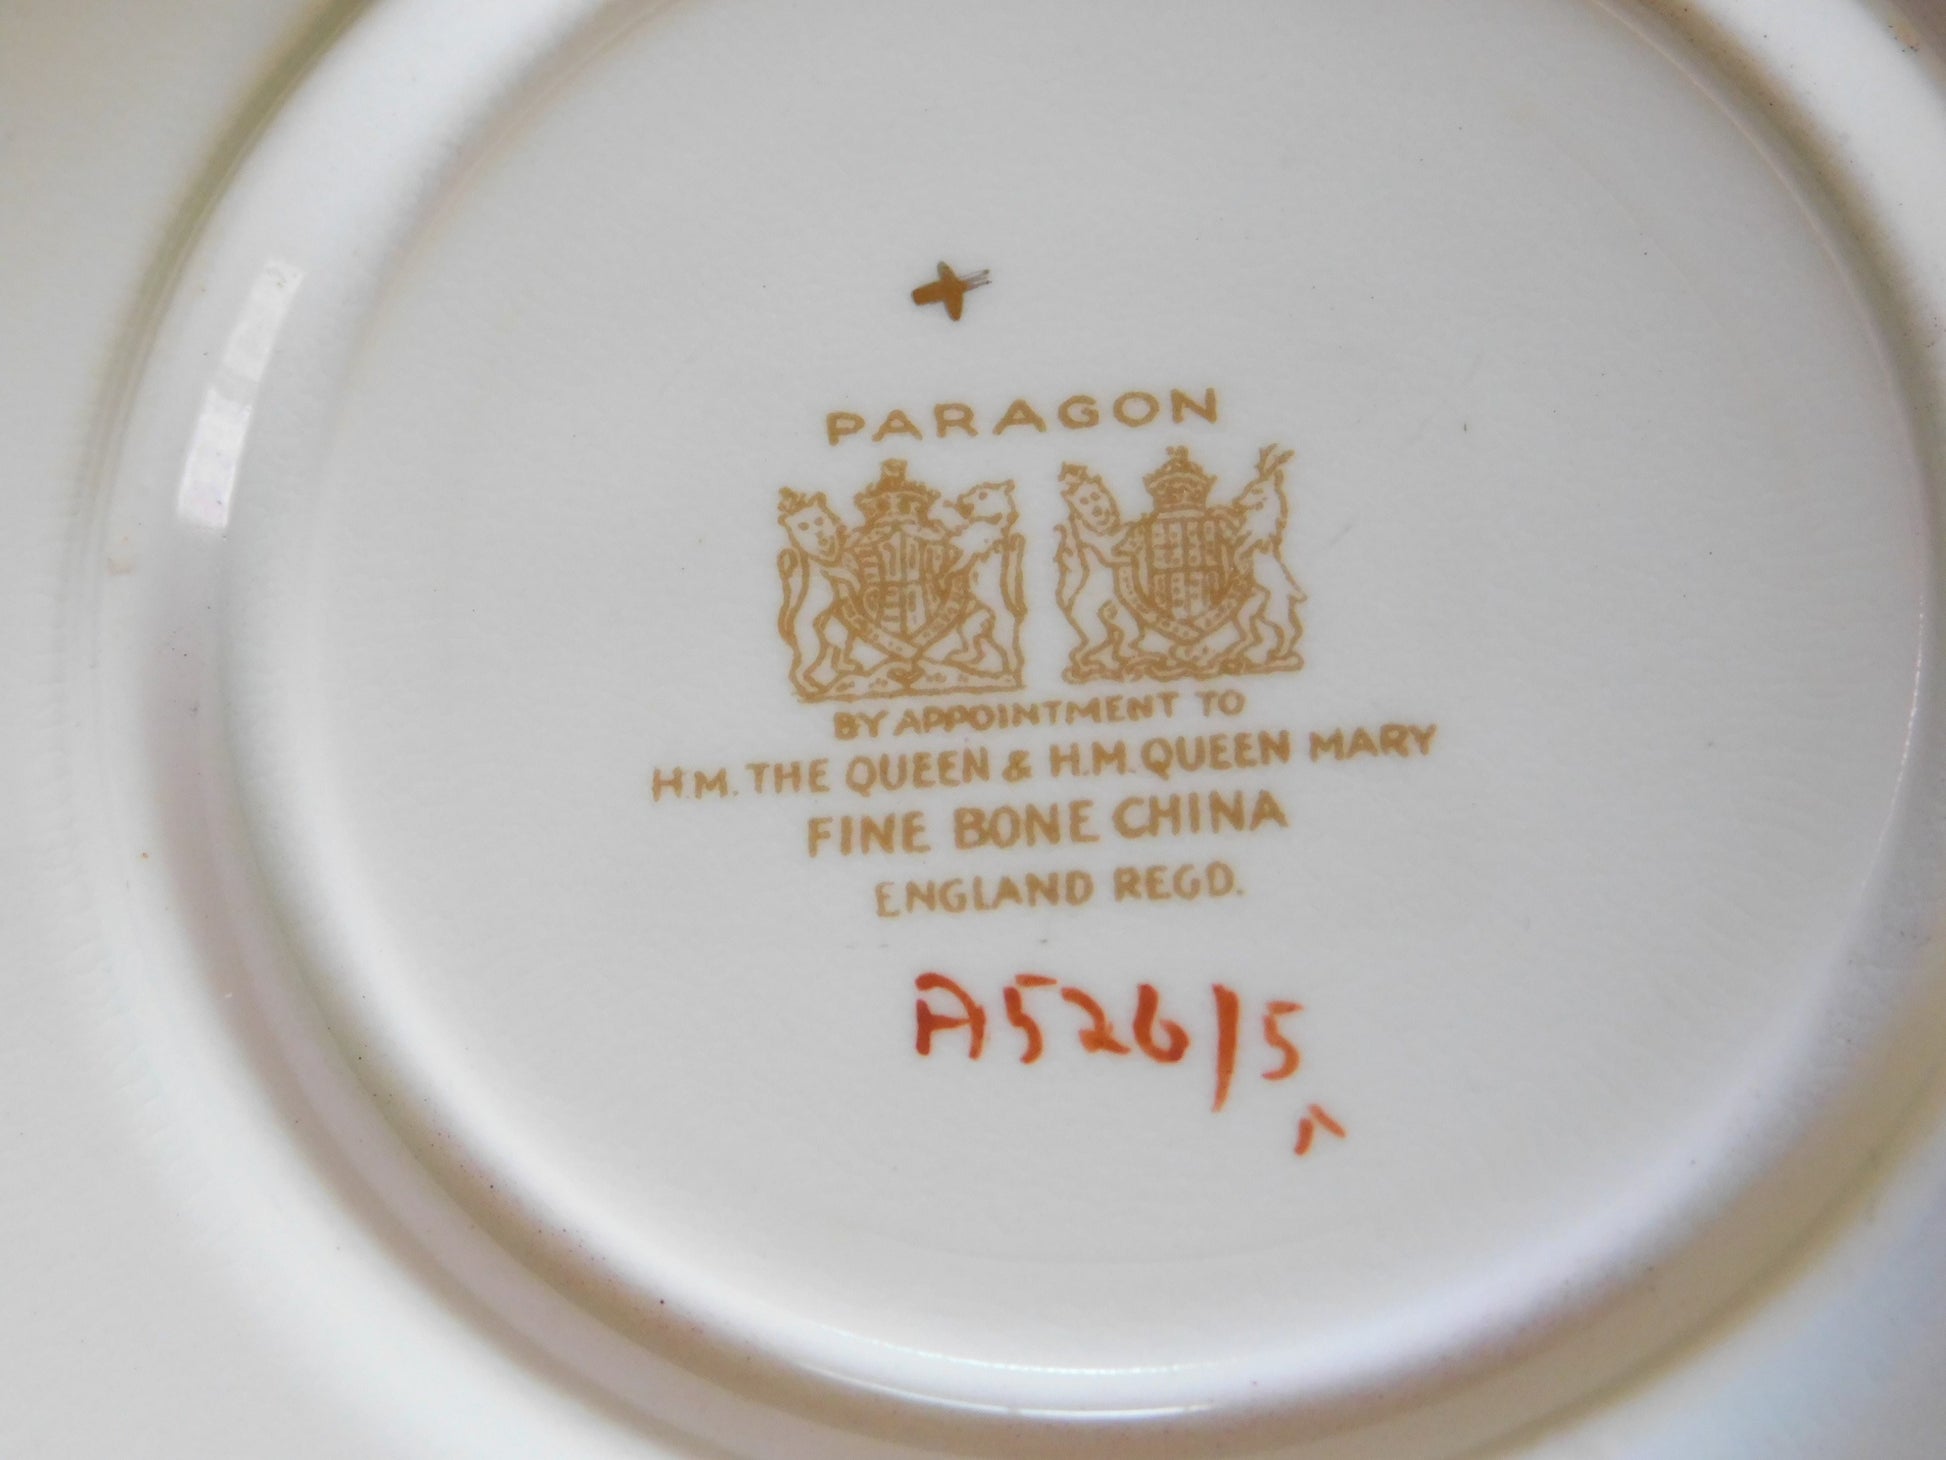 PARAGON
BY APPOINTMENT TO
H.M. THE QUEEN & H.M. QUEEN MARY
FINE BONE CHINA
ENGLAND REGD.
A526/5